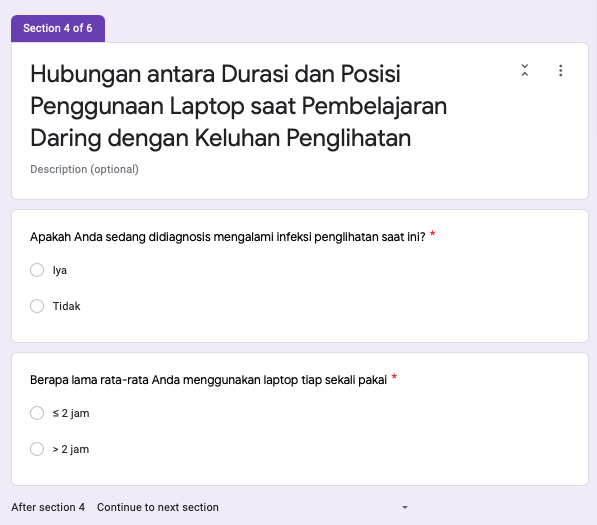 Section 4 of 6
Hubungan antara Durasi dan Posisi
Penggunaan Laptop saat Pembelajaran
Daring dengan Keluhan Penglihatan
Description (optional)
Apakah Anda sedang didiagnosis mengalami infeksi penglihatan saat ini? *
Iya
Tidak
Berapa lama rata-rata Anda menggunakan laptop tiap sekali pakai *
≤ 2 jam
> 2 jam
After section 4 Continue to next section